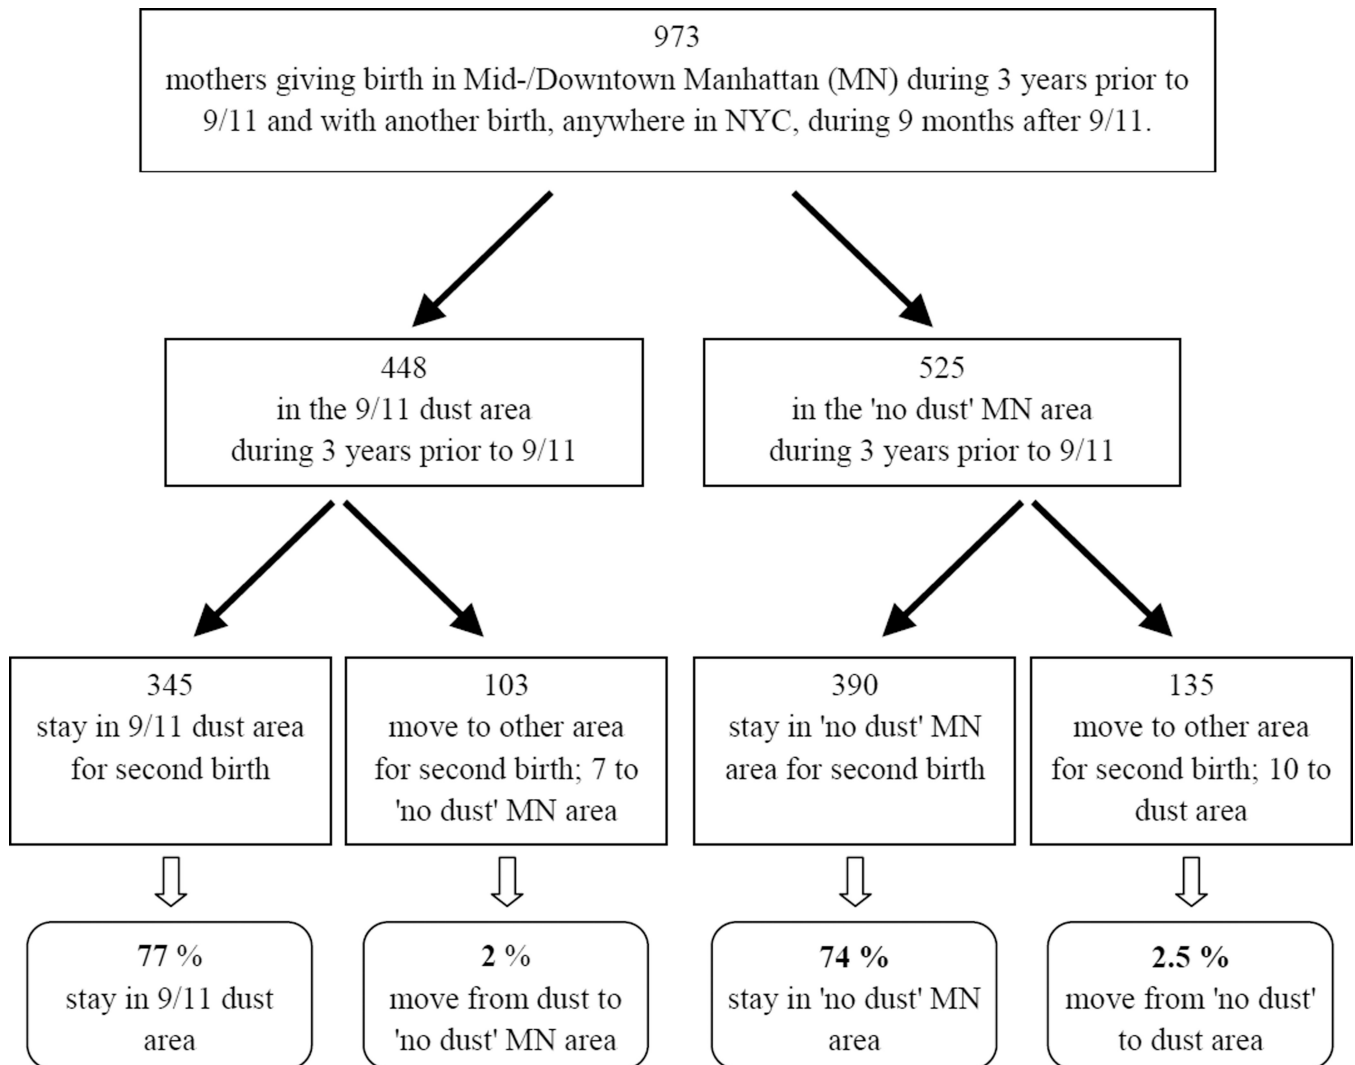 973
mothers giving birth in Mid-/Downtown Manhattan (MN) during 3 years prior to
9/11 and with another birth, anywhere in NYC, during 9 months after 9/11.
448
in the 9/11 dust area
during 3 years prior to 9/11
525
in the 'no dust' MN area
during 3 years prior to 9/11
345
stay in 9/11 dust area
for second birth
103
move to other area
for second birth; 7 to
'no dust' MN area
390
stay in 'no dust' MN
area for second birth
135
move to other area
for second birth; 10 to
dust area
77 %
stay in 9/11 dust
area
2 %
move from dust to
'no dust' MN area
74 %
stay in 'no dust' MN
area
2.5 %
move from 'no dust'
to dust area